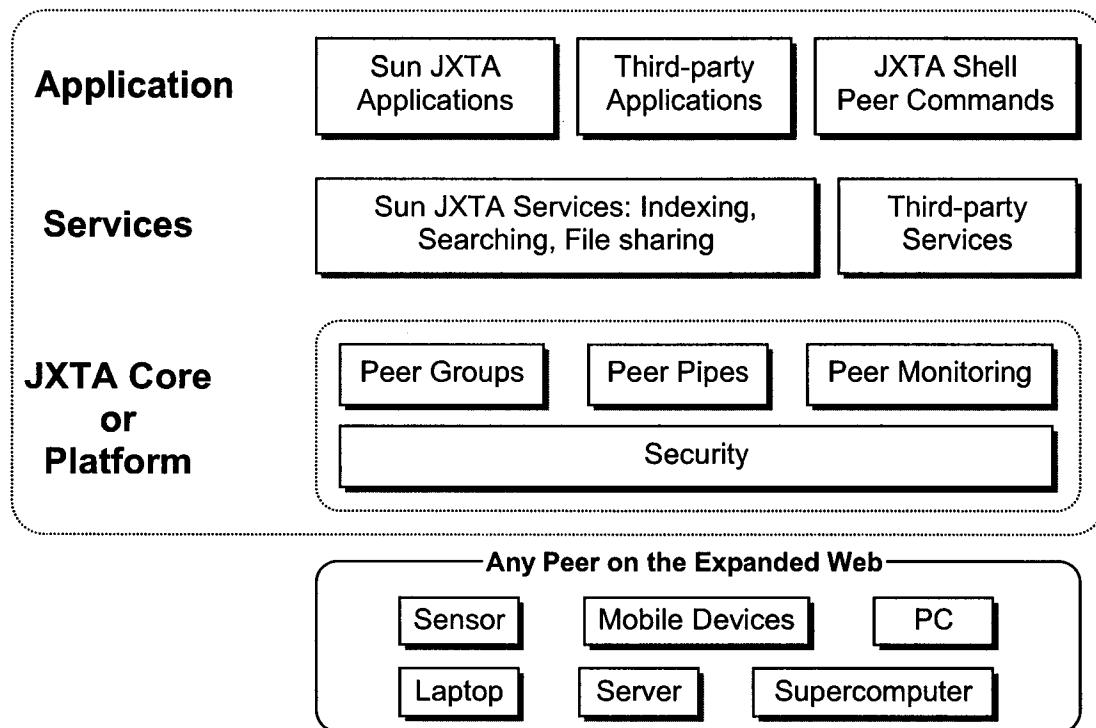 Application
Sun JXTA
Applications
Third-party
Applications
JXTA Shell
Peer Commands
Services
Sun JXTA Services: Indexing,
Searching, File sharing
Third-party
Services
JXTA Core
or
Platform
Peer Groups
Peer Pipes
Peer Monitoring
Security
Any Peer on the Expanded Web
Sensor
Mobile Devices
PC
Laptop
Server
Supercomputer